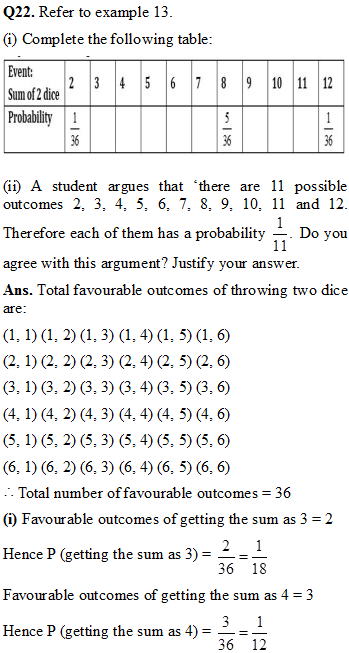 Q22. Refer to example 13.
(i) Complete the following table:
Event:
Sum of 2 dice 2 3 4 5 6 7 8 9 10 11 12
Probability 1/36 5/36 1/36
(ii) A student argues that ‘there are 11 possible
outcomes 2, 3, 4, 5, 6, 7, 8, 9, 10, 11 and 12.
Therefore each of them has a probability 1/11. Do you
agree with this argument? Justify your answer.
Ans. Total favourable outcomes of throwing two dice
are:
(1, 1) (1, 2) (1, 3) (1, 4) (1, 5) (1, 6)
(2, 1) (2, 2) (2, 3) (2, 4) (2, 5) (2, 6)
(3, 1) (3, 2) (3, 3) (3, 4) (3, 5) (3, 6)
(4, 1) (4, 2) (4, 3) (4, 4) (4, 5) (4, 6)
(5, 1) (5, 2) (5, 3) (5, 4) (5, 5) (5, 6)
(6, 1) (6, 2) (6, 3) (6, 4) (6, 5) (6, 6)
∴ Total number of favourable outcomes = 36
(i) Favourable outcomes of getting the sum as 3 = 2
Hence P (getting the sum as 3) = 2/36 = 1/18
Favourable outcomes of getting the sum as 4 = 3
Hence P (getting the sum as 4) = 3/36 = 1/12